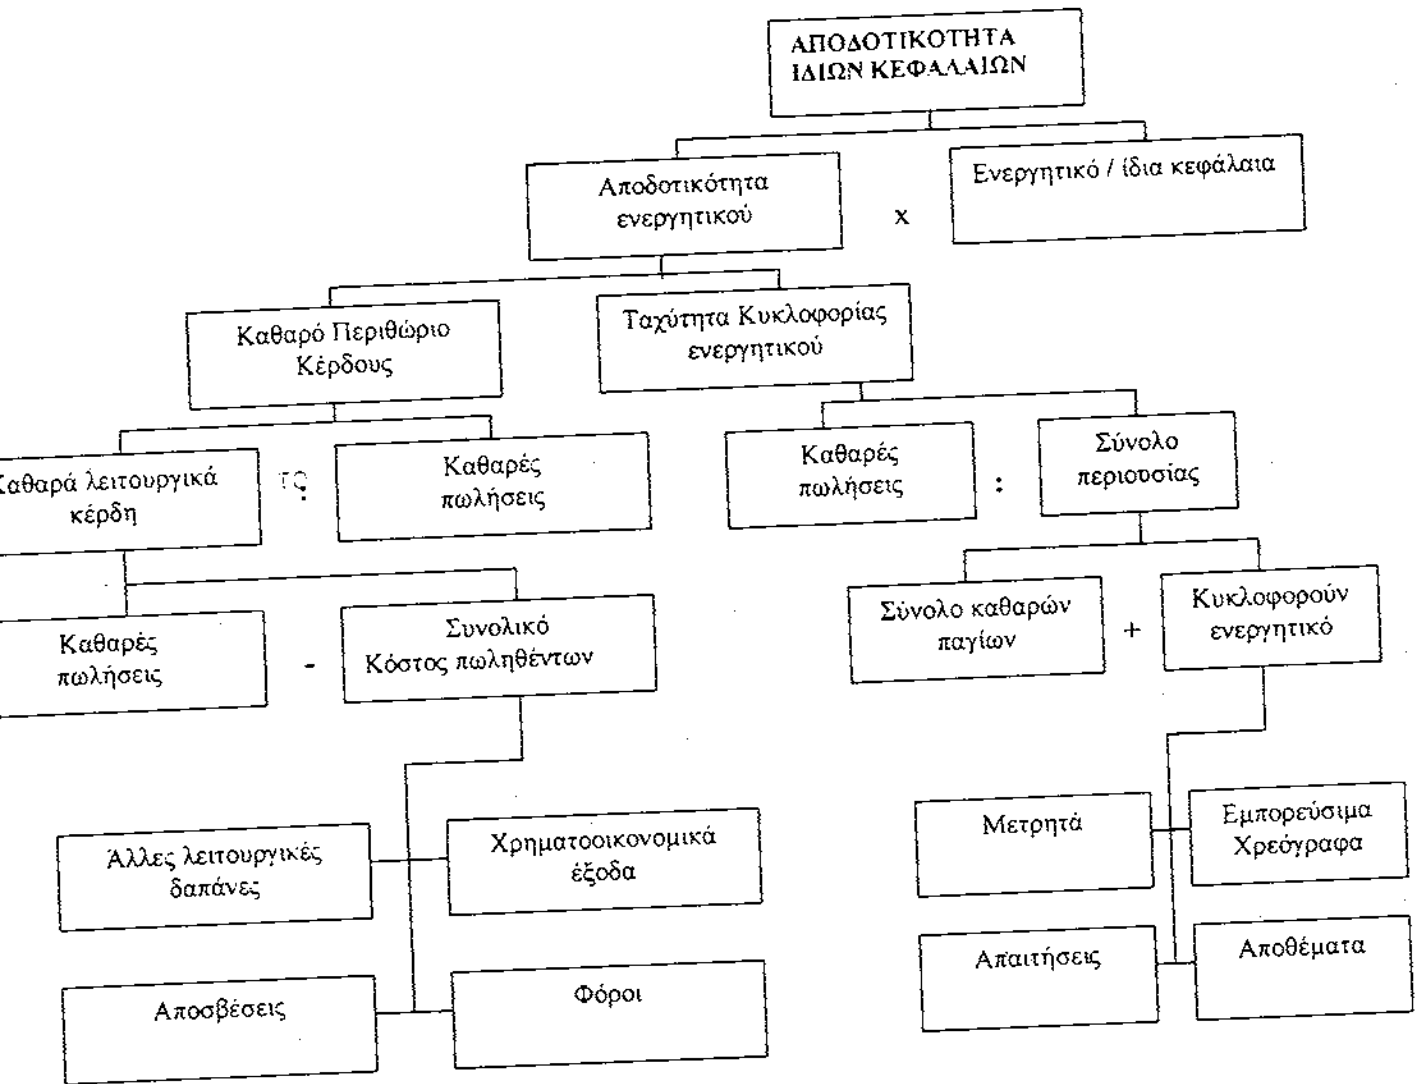 ΑΠΟΔΟΤΙΚΟΤΗΤΑ
ΙΔΙΩΝ ΚΕΦΑΛΑΙΩΝ
Αποδοτικότητα
ενεργητικού
x
Ενεργητικό / ίδια κεφάλαια
Καθαρό Περιθώριο
Κέρδους
Ταχύτητα Κυκλοφορίας
ενεργητικού
Καθαρά λειτουργικά
κέρδη
το
:
Καθαρές
πωλήσεις
Καθαρές
πωλήσεις
:
Σύνολο
περιουσίας
Καθαρές
πωλήσεις
-
Συνολικό
Κόστος πωληθέντων
Σύνολο καθαρών
παγίων
+
Κυκλοφορούν
ενεργητικό
Άλλες λειτουργικές
δαπάνες
Χρηματοοικονομικά
έξοδα
Μετρητά
Εμπορεύσιμα
Χρεόγραφα
Αποσβέσεις
Φόροι
Απαιτήσεις
Αποθέματα